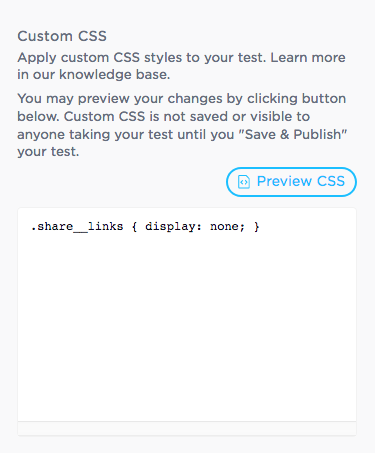 Custom CSS
Apply custom CSS styles to your test. Learn more
in our knowledge base.
You may preview your changes by clicking button
below. Custom CSS is not saved or visible to
anyone taking your test until you "Save & Publish"
your test.
Preview CSS
.share__links { display: none; }